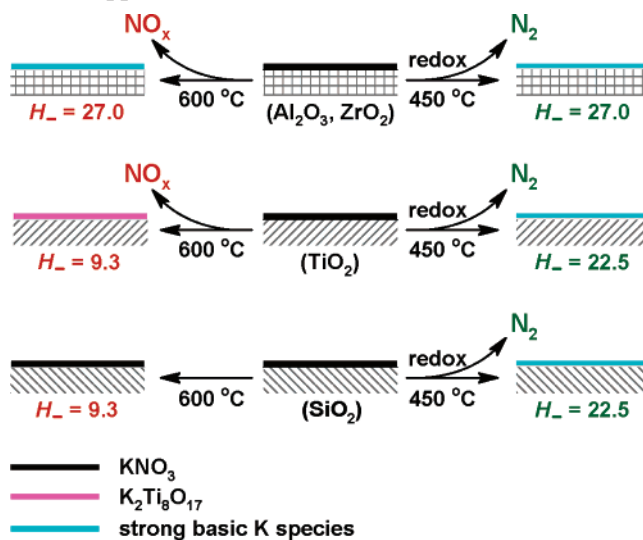 NOx N2
600 °C redox 450 °C
H_ = 27.0 (Al2O3, ZrO2) H_ = 27.0
NOx N2
600 °C redox 450 °C
H_ = 9.3 (TiO2) H_ = 22.5
N2
600 °C redox 450 °C
H_ = 9.3 (SiO2) H_ = 22.5
KNO3
K2Ti8O17
strong basic K species